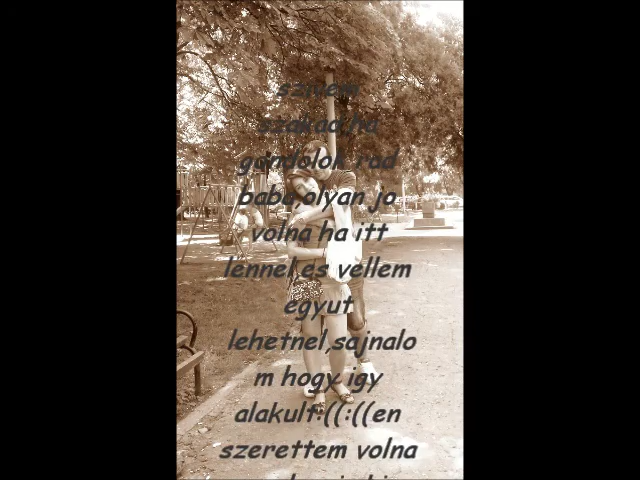 szivem
szakad,ha
gondolok rad
baba,olyan jo
volna ha itt
lennel,es vellem
egyut
lehetnel,sajnalo
m hogy igy
alakult:((:((en
szerettem volna